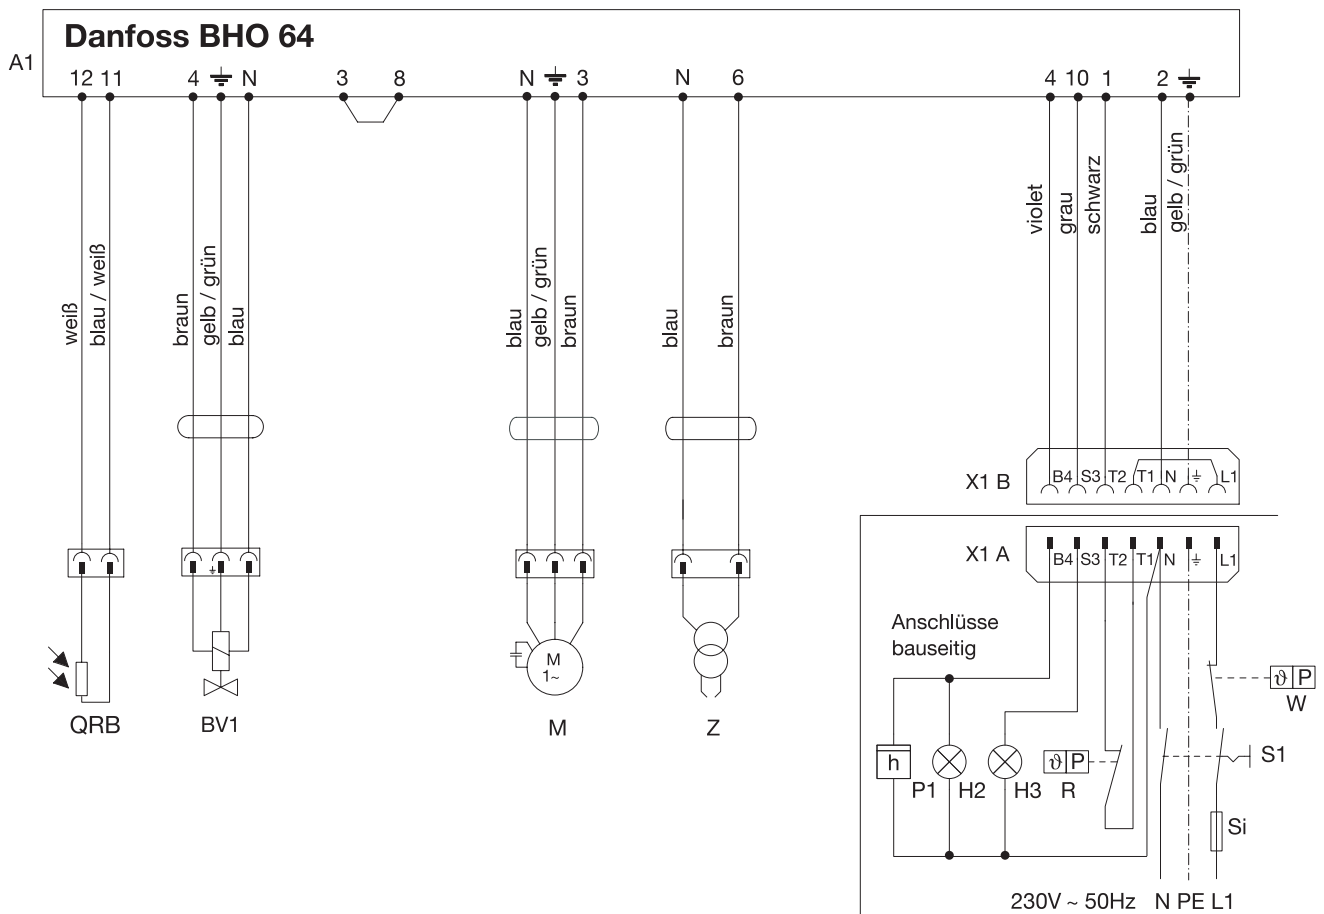 Danfoss BHO 64
A1
12 11 4 N 3 8 N 3 N 6 4 10 1 2
weiß
blau / weiß
braun
gelb / grün
blau
blau
gelb / grün
braun
blau
braun
violet
grau
schwarz
blau
gelb / grün
X1 B
B4 S3 T2 T1 N L1
X1 A
B4 S3 T2 T1 N L1
Anschlüsse
bauseitig
M
1~
QRB
BV1
M
Z
ϑ P
W
h
P1
H2
H3
ϑ P
R
S1
Si
230V ~ 50Hz N PE L1